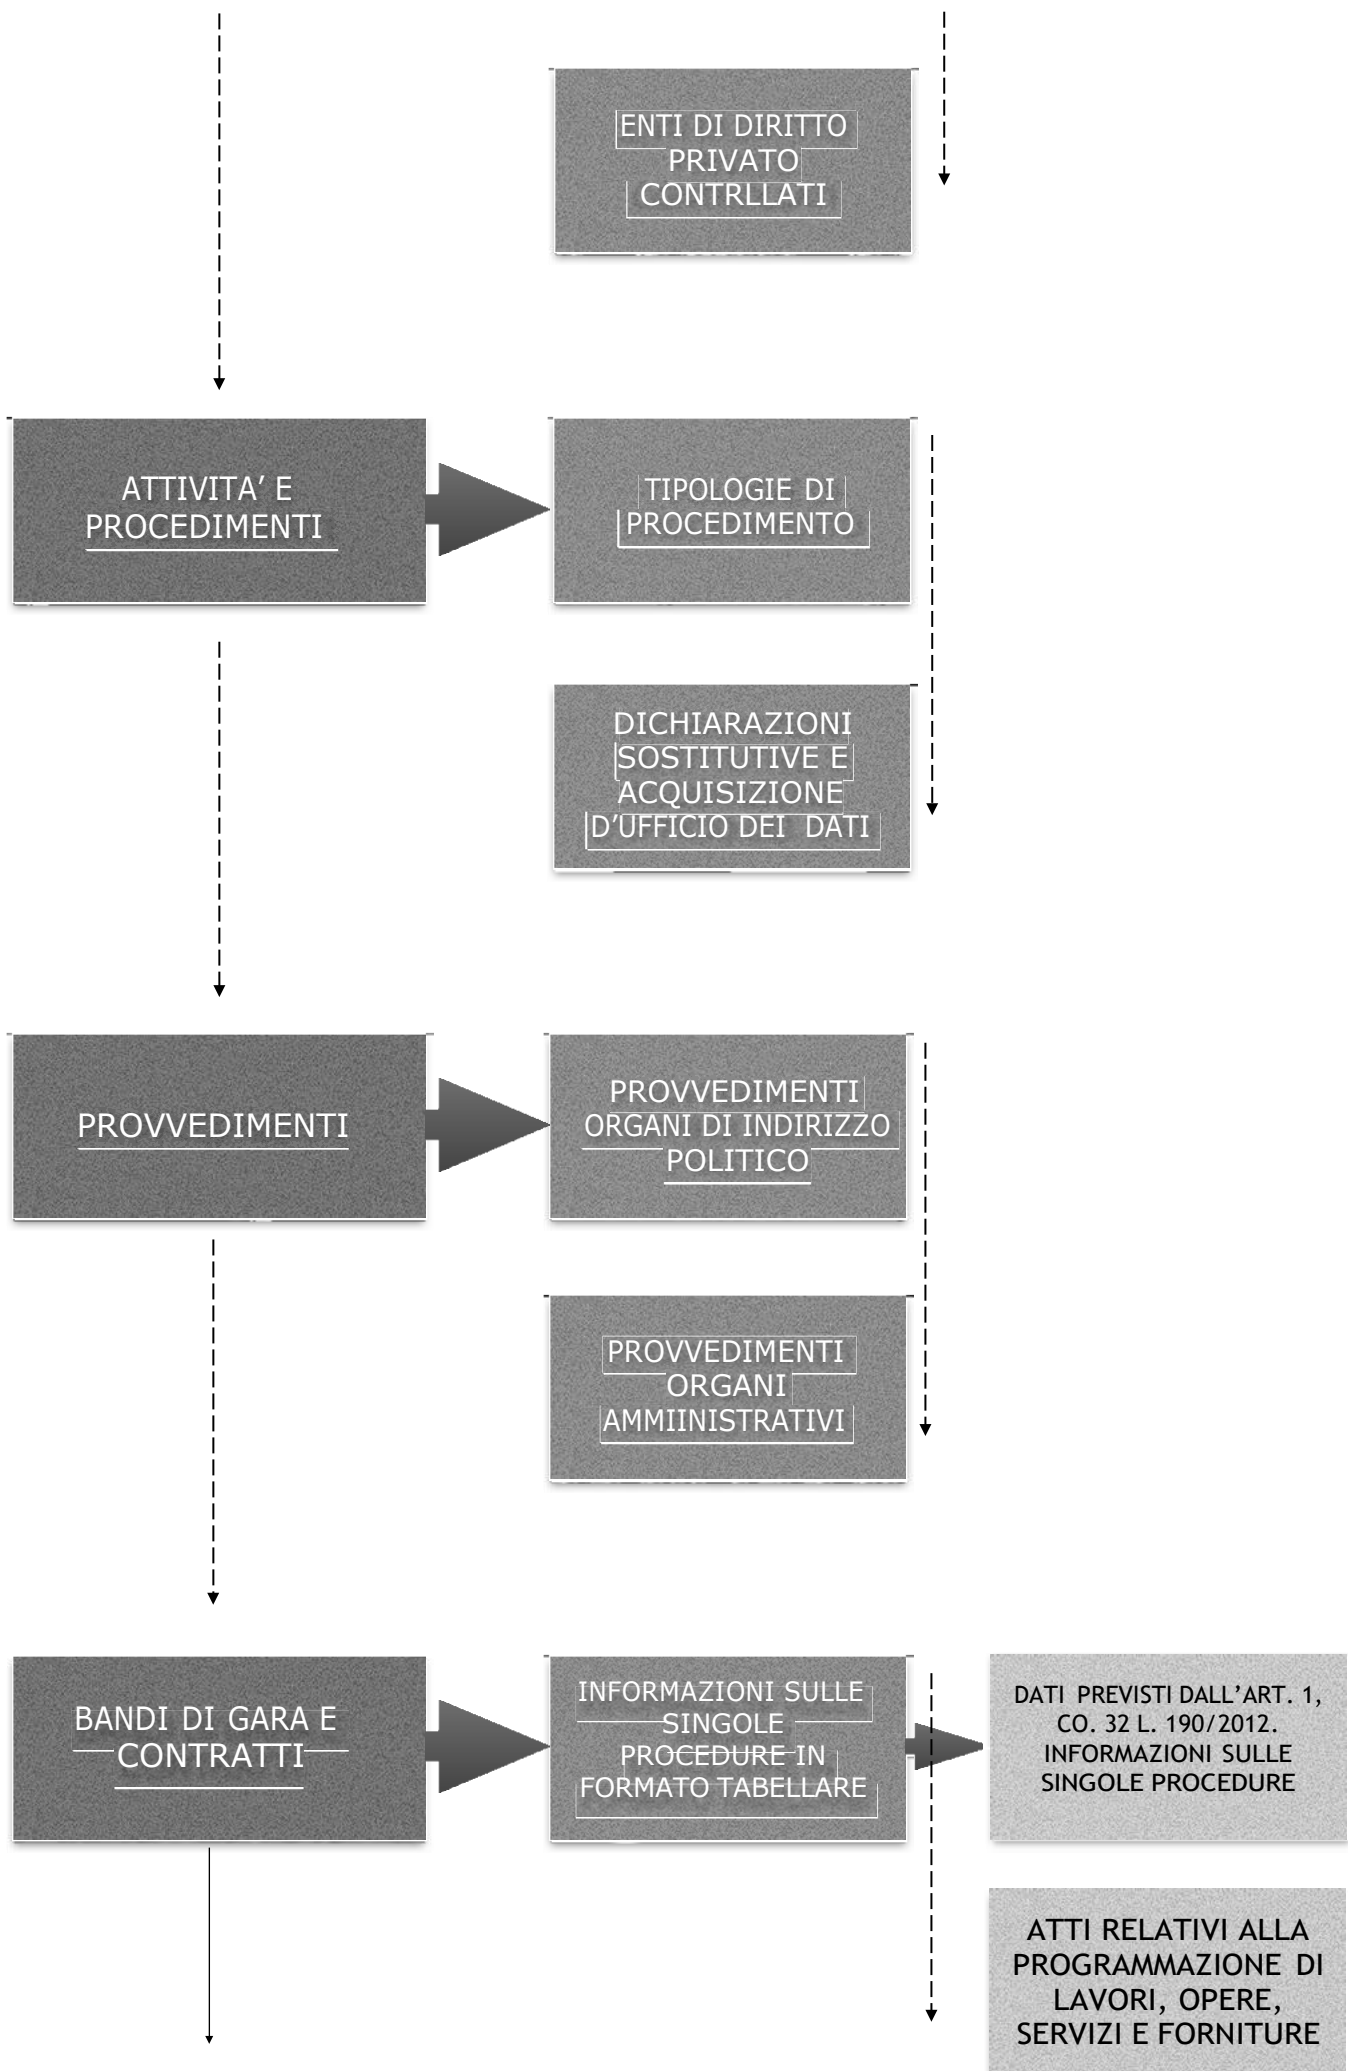 ENTI DI DIRITTO
PRIVATO
CONTRLLATI
ATTIVITA’ E
PROCEDIMENTI
TIPOLOGIE DI
PROCEDIMENTO
DICHIARAZIONI
SOSTITUTIVE E
ACQUISIZIONE
D’UFFICIO DEI DATI
PROVVEDIMENTI
PROVVEDIMENTI
ORGANI DI INDIRIZZO
POLITICO
PROVVEDIMENTI
ORGANI
AMMIINISTRATIVI
BANDI DI GARA E
CONTRATTI
INFORMAZIONI SULLE
SINGOLE
PROCEDURE IN
FORMATO TABELLARE
DATI PREVISTI DALL’ART. 1,
CO. 32 L. 190/2012.
INFORMAZIONI SULLE
SINGOLE PROCEDURE
ATTI RELATIVI ALLA
PROGRAMMAZIONE DI
LAVORI, OPERE,
SERVIZI E FORNITURE